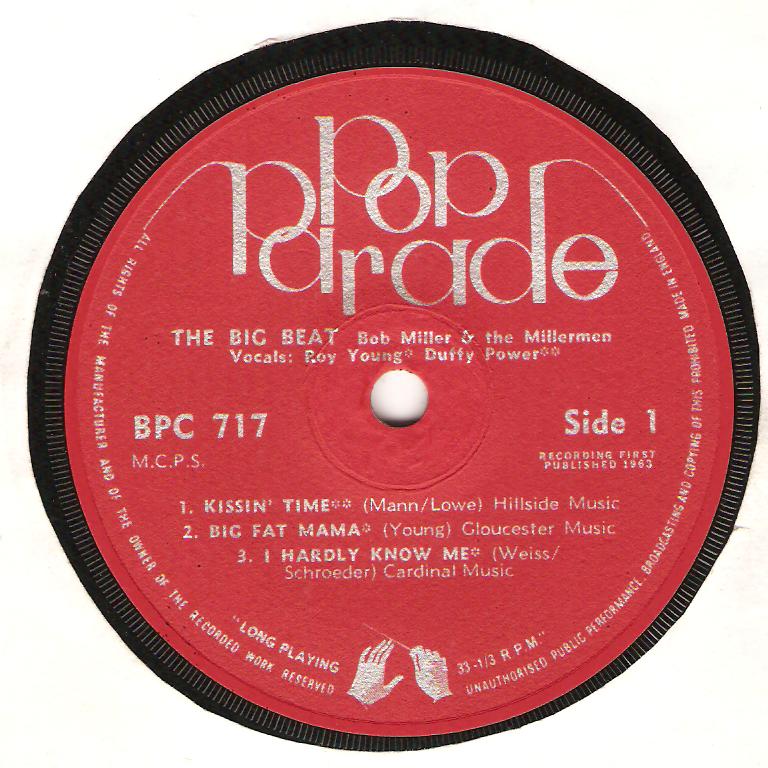 Pop
Parade
THE BIG BEAT Bob Miller & the Millermen
Vocals: Roy Young* Duffy Power**
BPC 717
Side 1
M.C.P.S.
RECORDING FIRST
PUBLISHED 1963
1. KISSIN' TIME** (Mann/Lowe) Hillside Music
2. BIG FAT MAMA* (Young) Gloucester Music
3. I HARDLY KNOW ME* (Weiss/
Schroeder) Cardinal Music
"LONG PLAYING
33-1/3 R.P.M."
ALL RIGHTS OF THE MANUFACTURER AND OF THE OWNER OF THE RECORDED WORK RESERVED
UNAUTHORISED PUBLIC PERFORMANCE, BROADCASTING AND COPYING OF THIS PROHIBITED MADE IN ENGLAND